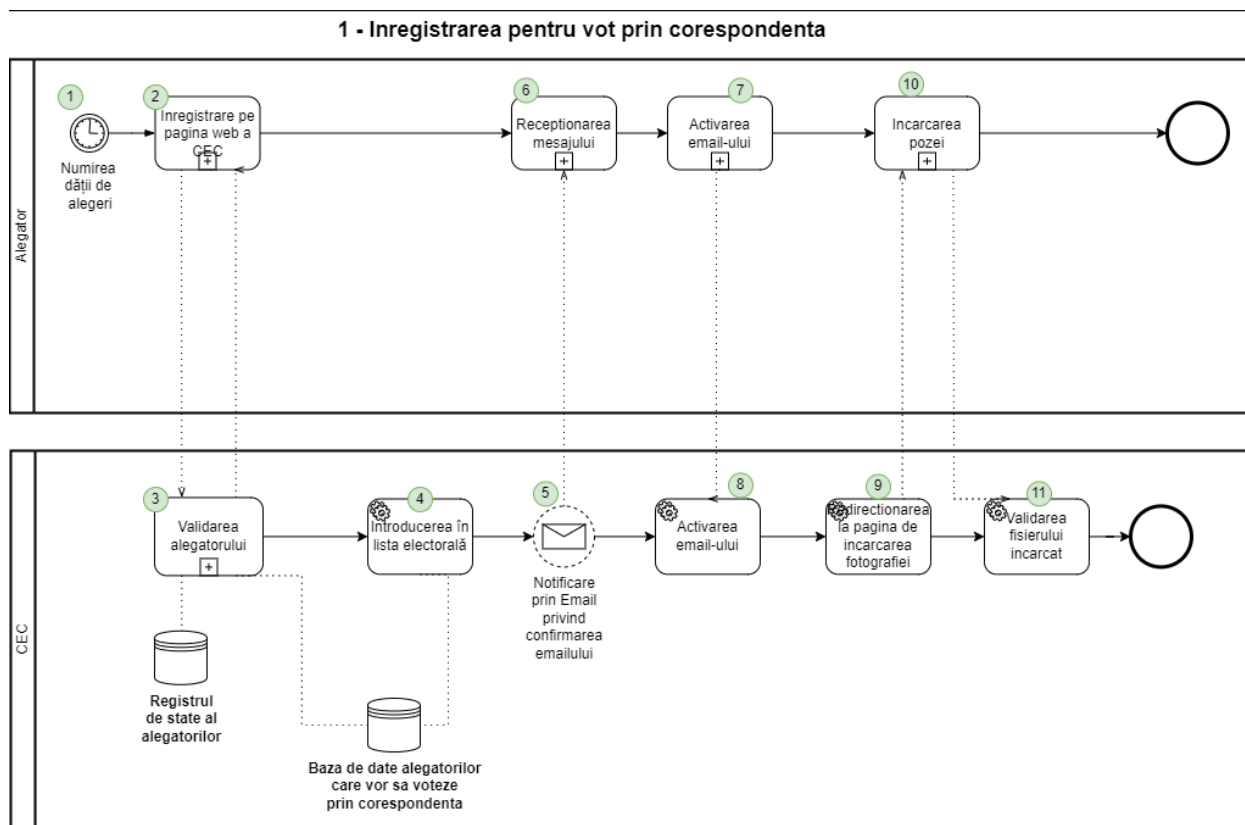 1 - Inregistrarea pentru vot prin corespondenta
Alegator
1
Numirea
dății de
alegeri
2
Inregistrare pe
pagina web a
CEC
6
Receptionarea
mesajului
7
Activarea
email-ului
10
Incarcarea
pozei
CEC
3
Validarea
alegatorului
4
Introducerea în
lista electorală
5
Notificare
prin Email
privind
confirmarea
emailului
8
Activarea
email-ului
9
Redirectionarea
la pagina de
incarcarea
fotografiei
11
Validarea
fisierului
incarcat
Registrul
de state al
alegatorilor
Baza de date alegatorilor
care vor sa voteze
prin corespondenta